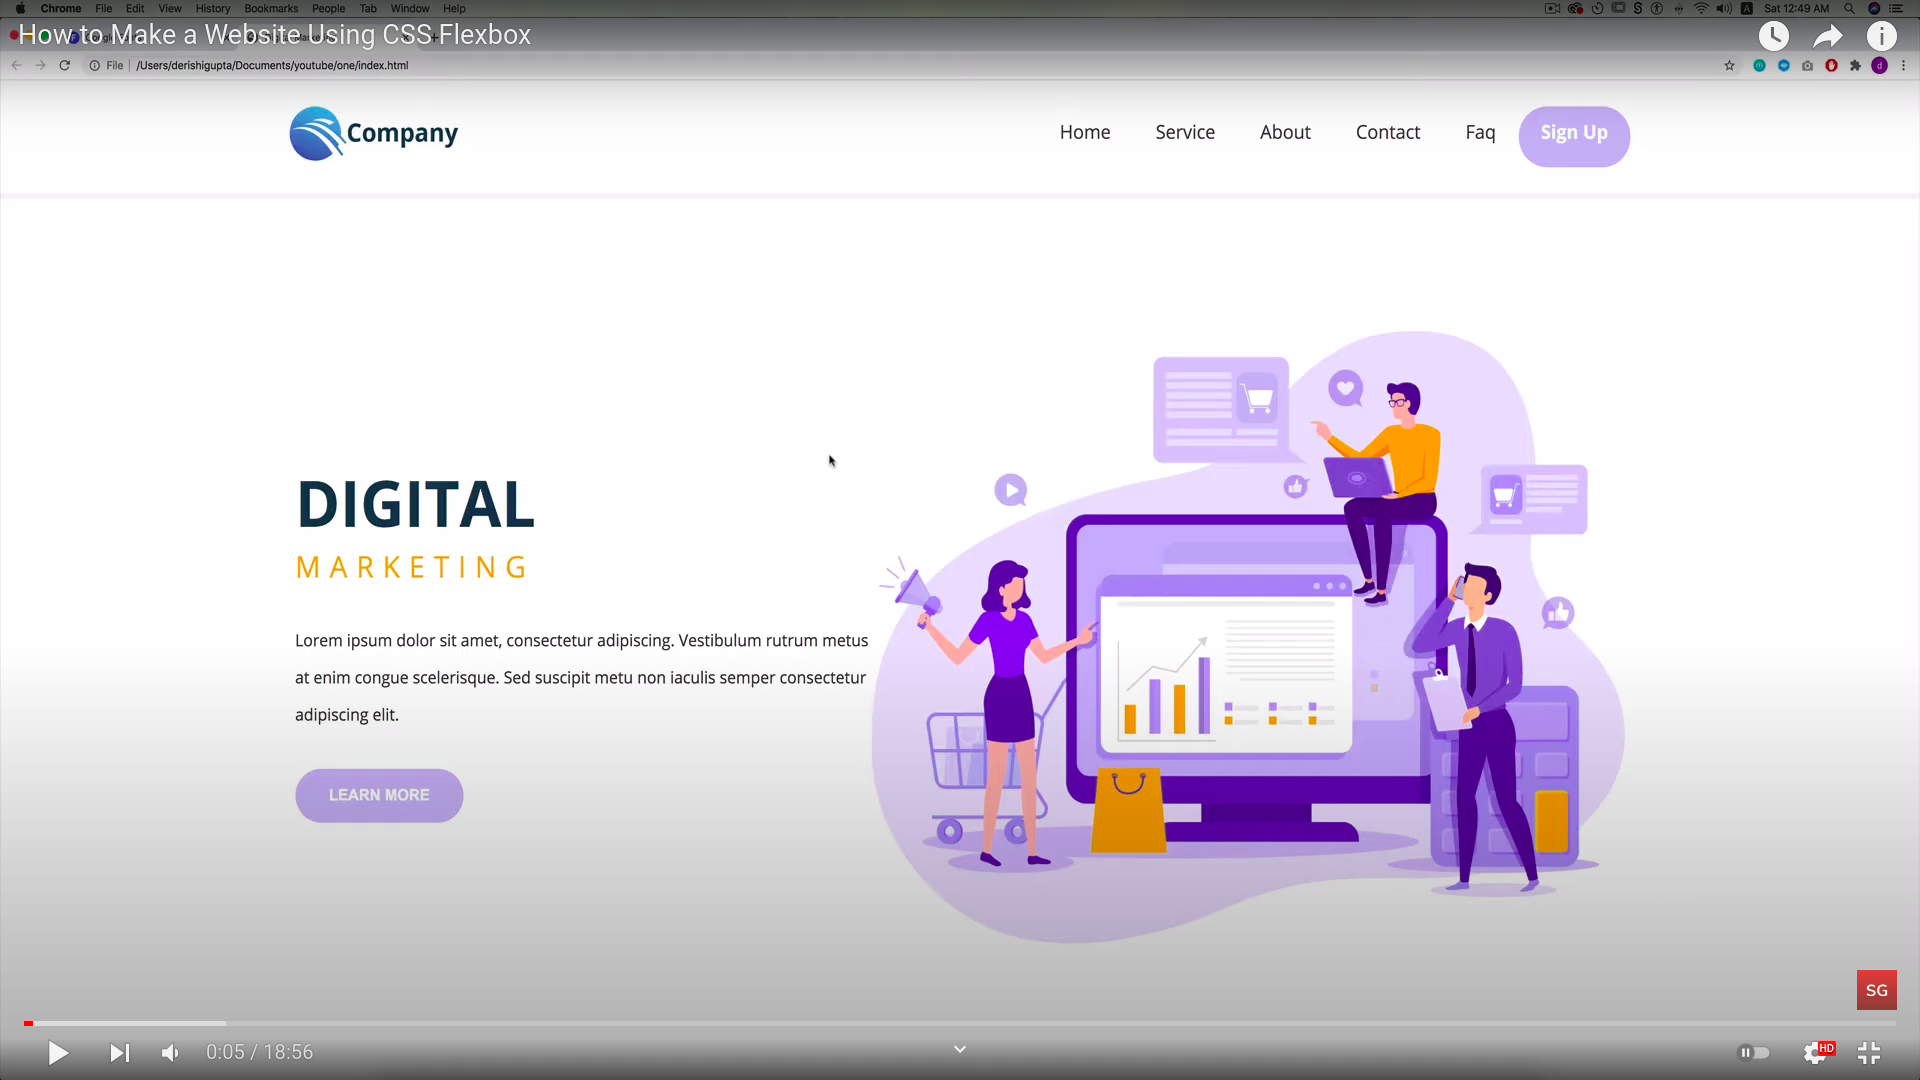 Chrome File Edit View History Bookmarks People Tab Window Help
Sat 12:49 AM
How to Make a Website Using CSS Flexbox
File /Users/derishigupta/Documents/youtube/one/index.html
d
Company
Home Service About Contact Faq Sign Up
DIGITAL
MARKETING
Lorem ipsum dolor sit amet, consectetur adipiscing. Vestibulum rutrum metus
at enim congue scelerisque. Sed suscipit metu non iaculis semper consectetur
adipiscing elit.
LEARN MORE
SG
0:05 / 18:56
HD